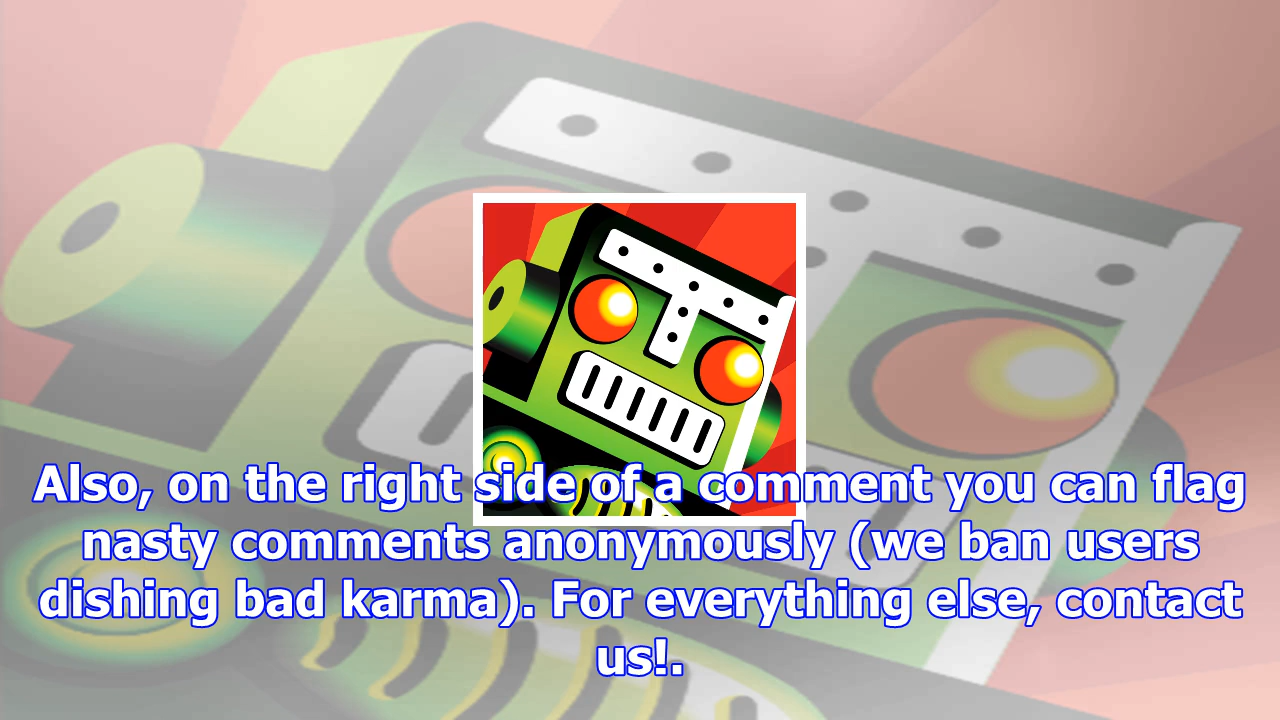 Also, on the right side of a comment you can flag
nasty comments anonymously (we ban users
dishing bad karma). For everything else, contact
us!.